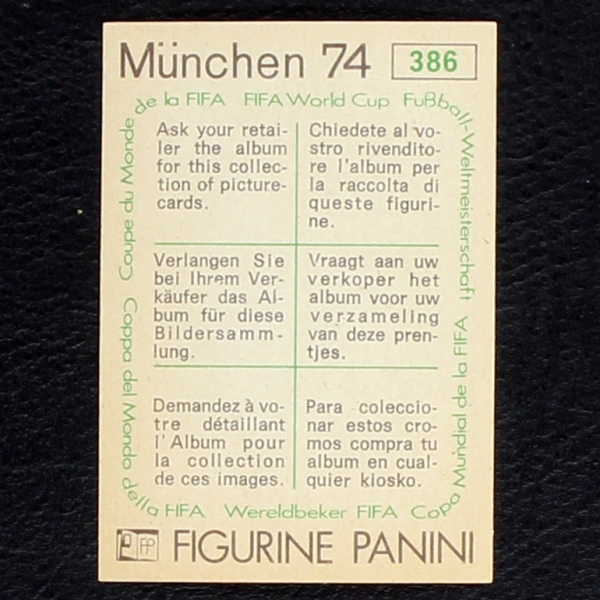 München 74 386
de la FIFA FIFA World Cup Fußball-Weltmeisterschaft
Ask your retai-
ler the album
for this collec-
tion of picture-
cards.
Chiedete al vo-
stro rivendito-
re l'album per
la raccolta di
queste figuri-
ne.
Verlangen Sie
bei Ihrem Ver-
käufer das Al-
bum für diese
Bildersamm-
lung.
Vraagt aan uw
verkoper het
album voor uw
verzameling
van deze pren-
tjes.
Demandez à vo-
tre détaillant
l'Album pour
la collection
de ces images.
Para coleccio-
nar estos cro-
mos compra tu
album en cual-
quier kiosko.
Coupe du Monde
Coppa del Mondo della FIFA
Wereldbeker FIFA
Copa Mundial de la FIFA
FP FIGURINE PANINI